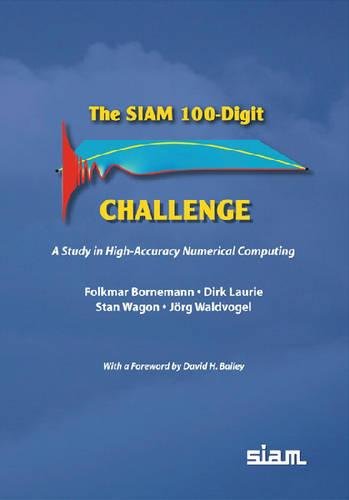 The SIAM 100-Digit
CHALLENGE
A Study in High-Accuracy Numerical Computing
Folkmar Bornemann • Dirk Laurie
Stan Wagon • Jörg Waldvogel
With a Foreword by David H. Bailey
siam